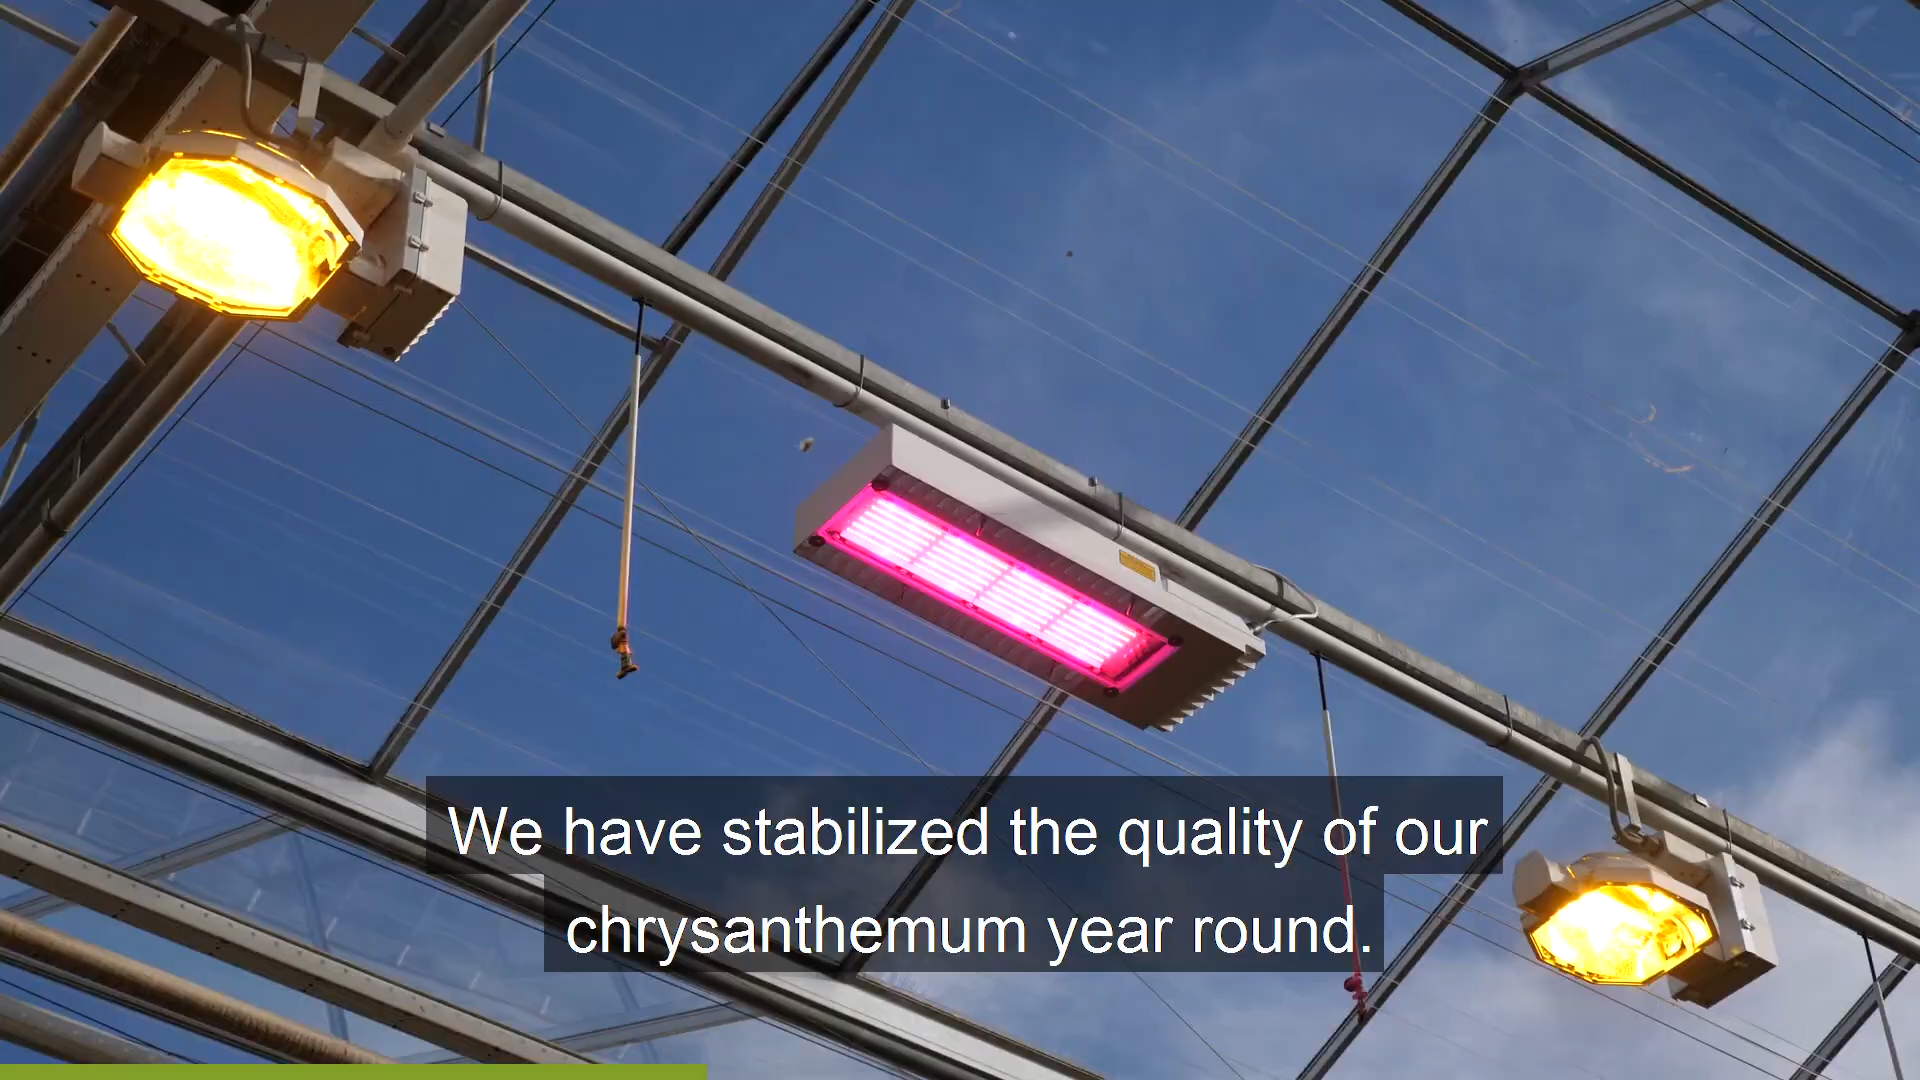 We have stabilized the quality of our
chrysanthemum year round.